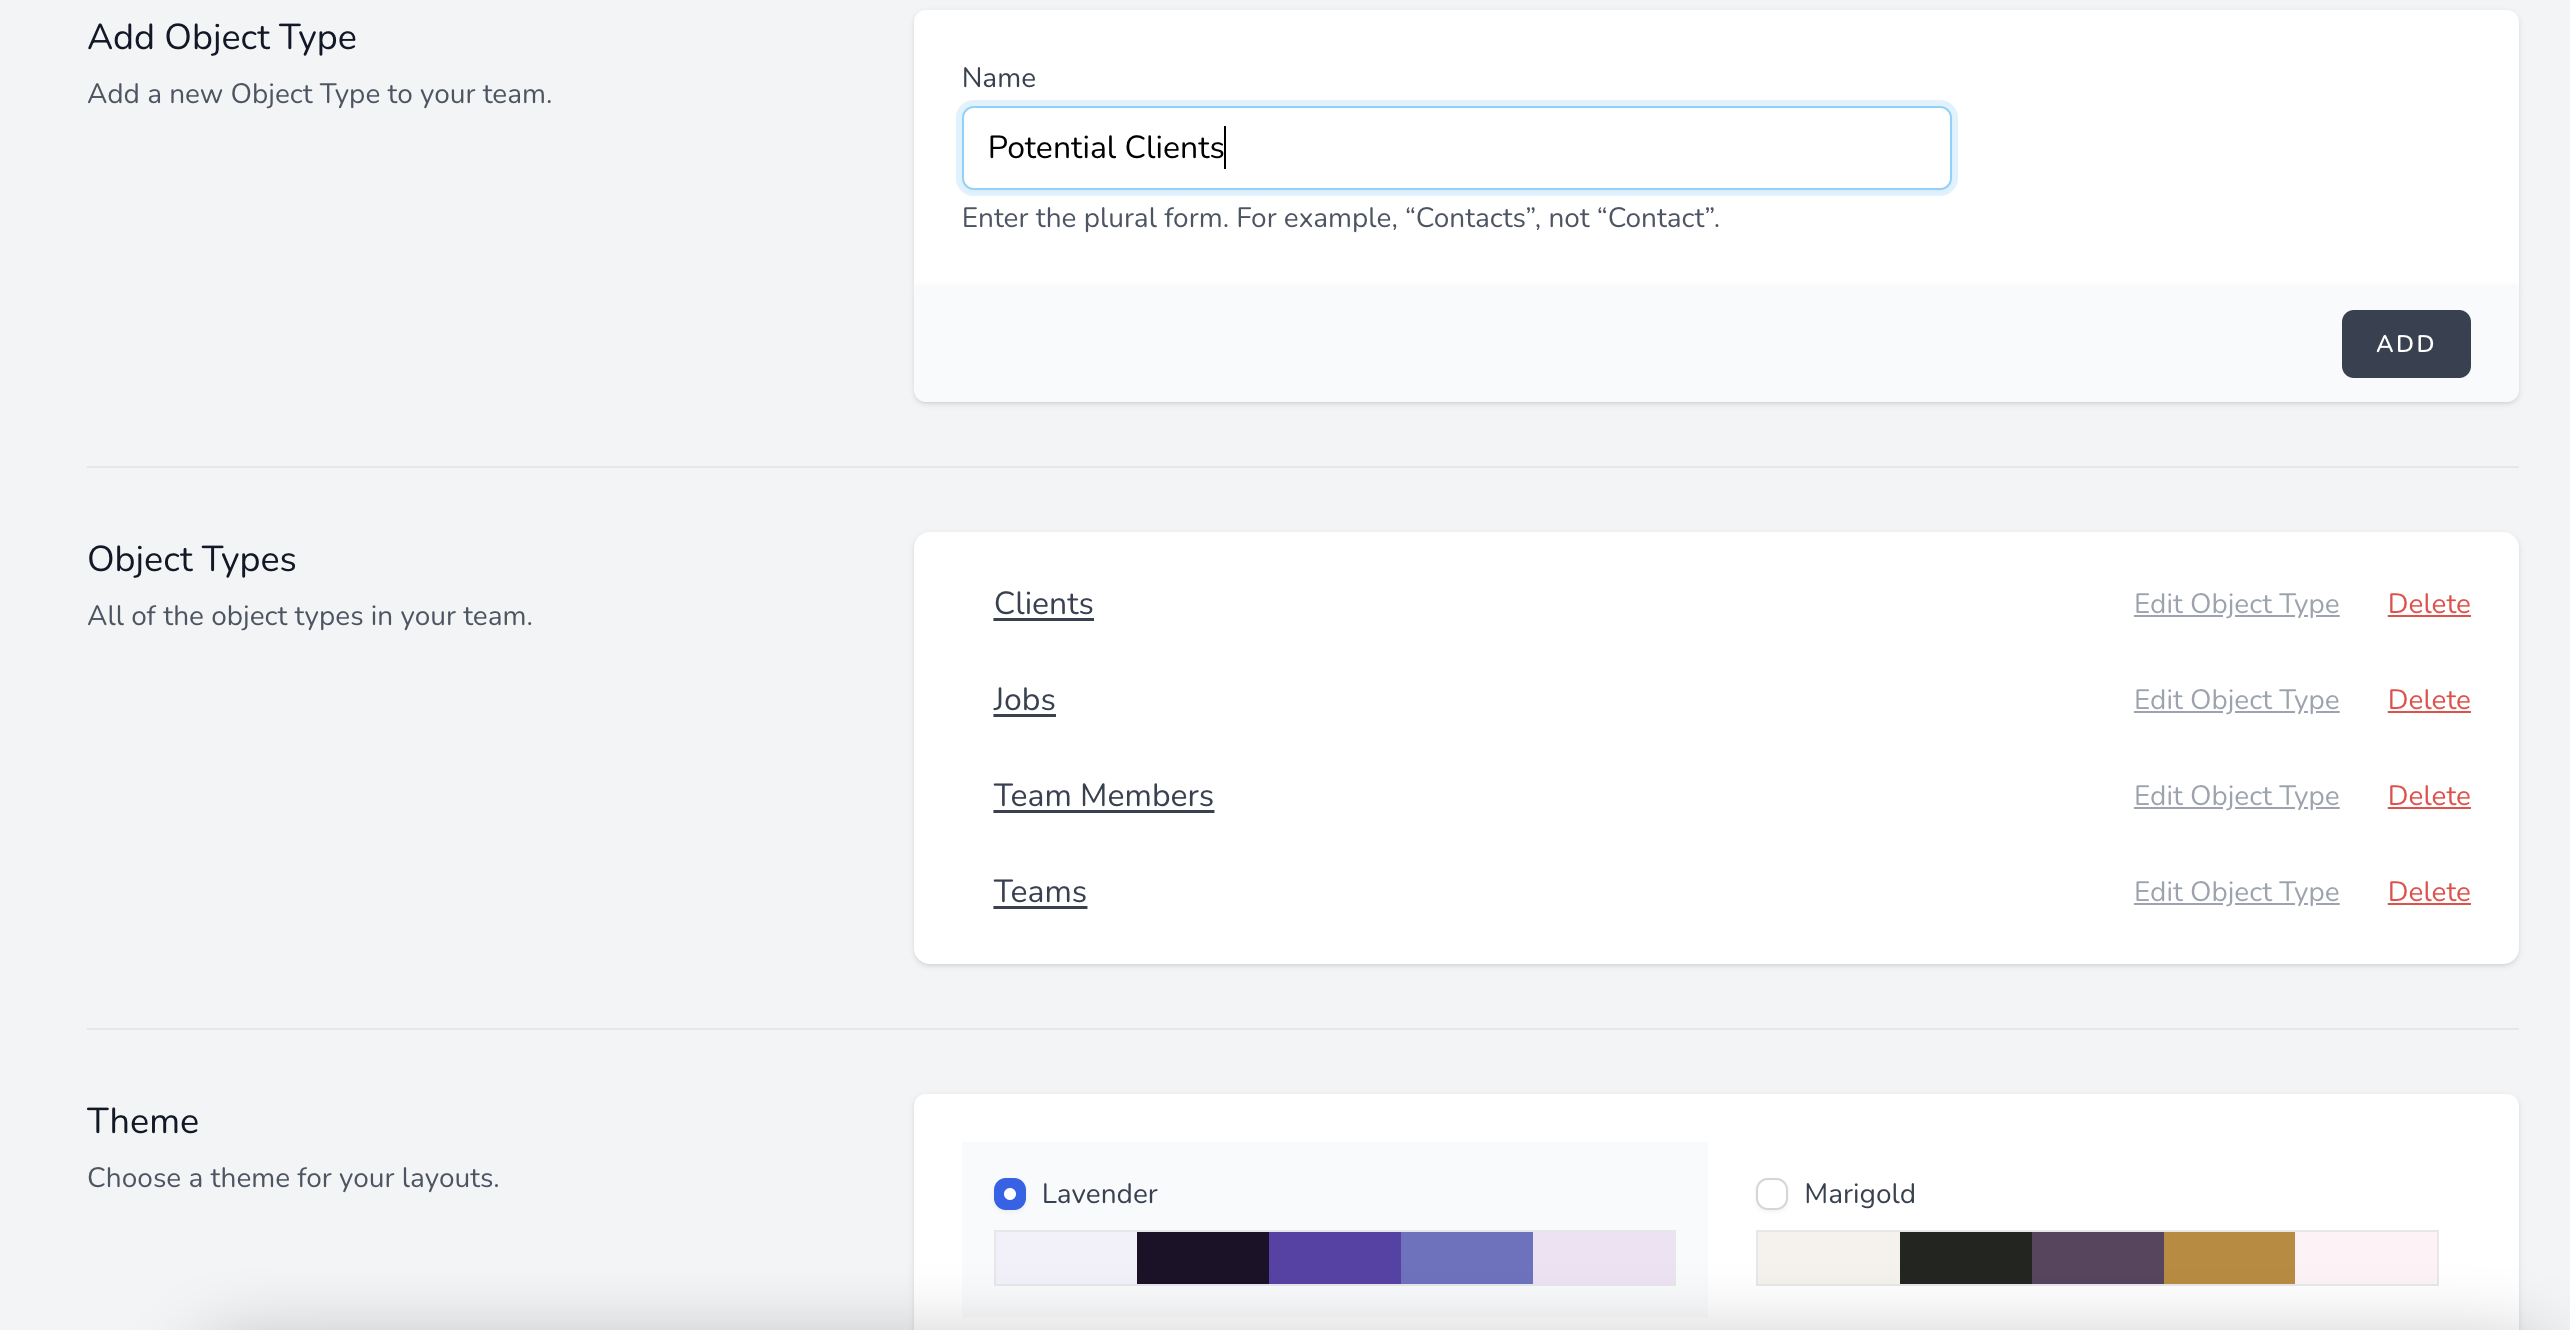 Add Object Type
Add a new Object Type to your team.
Name
Potential Clients
Enter the plural form. For example, “Contacts”, not “Contact”.
ADD
Object Types
All of the object types in your team.
Clients Edit Object Type Delete
Jobs Edit Object Type Delete
Team Members Edit Object Type Delete
Teams Edit Object Type Delete
Theme
Choose a theme for your layouts.
Lavender Marigold